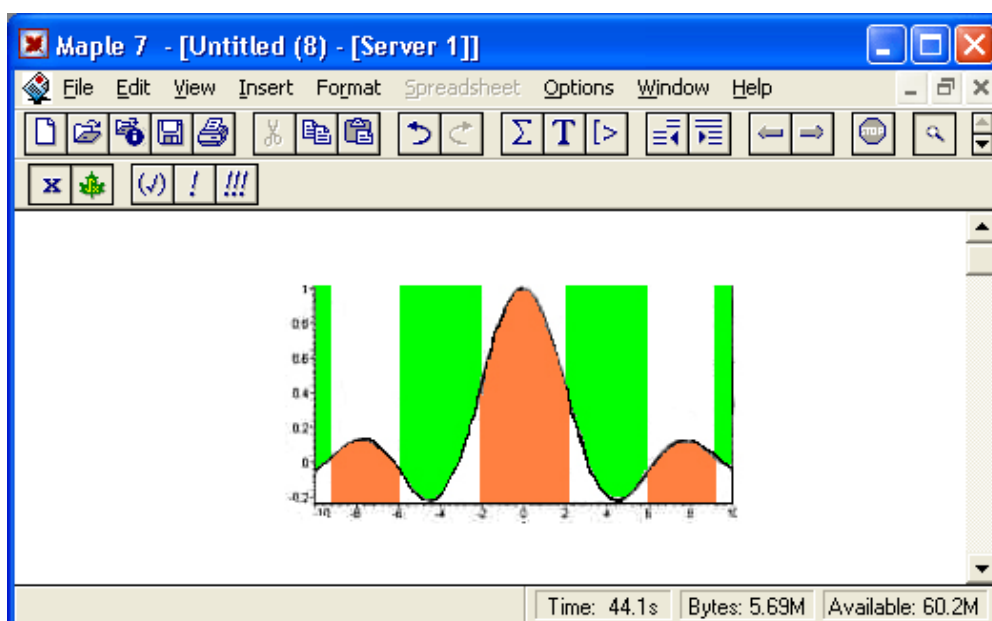 Maple 7 - [Untitled (8) - [Server 1]]
File Edit View Insert Format Spreadsheet Options Window Help
Σ T [>
STOP
x (√) ! !!!
1
0.8
0.6
0.4
0.2
0
-0.2
-10 -8 -6 -4 -2 0 2 4 6 8 10
Time: 44.1s Bytes: 5.69M Available: 60.2M